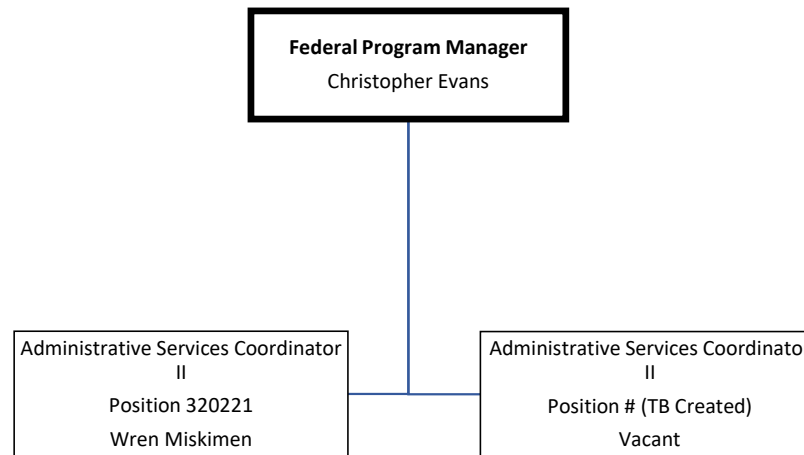 Federal Program Manager
Christopher Evans
Administrative Services Coordinator
II
Position 320221
Wren Miskimen
Administrative Services Coordinato
II
Position # (TB Created)
Vacant